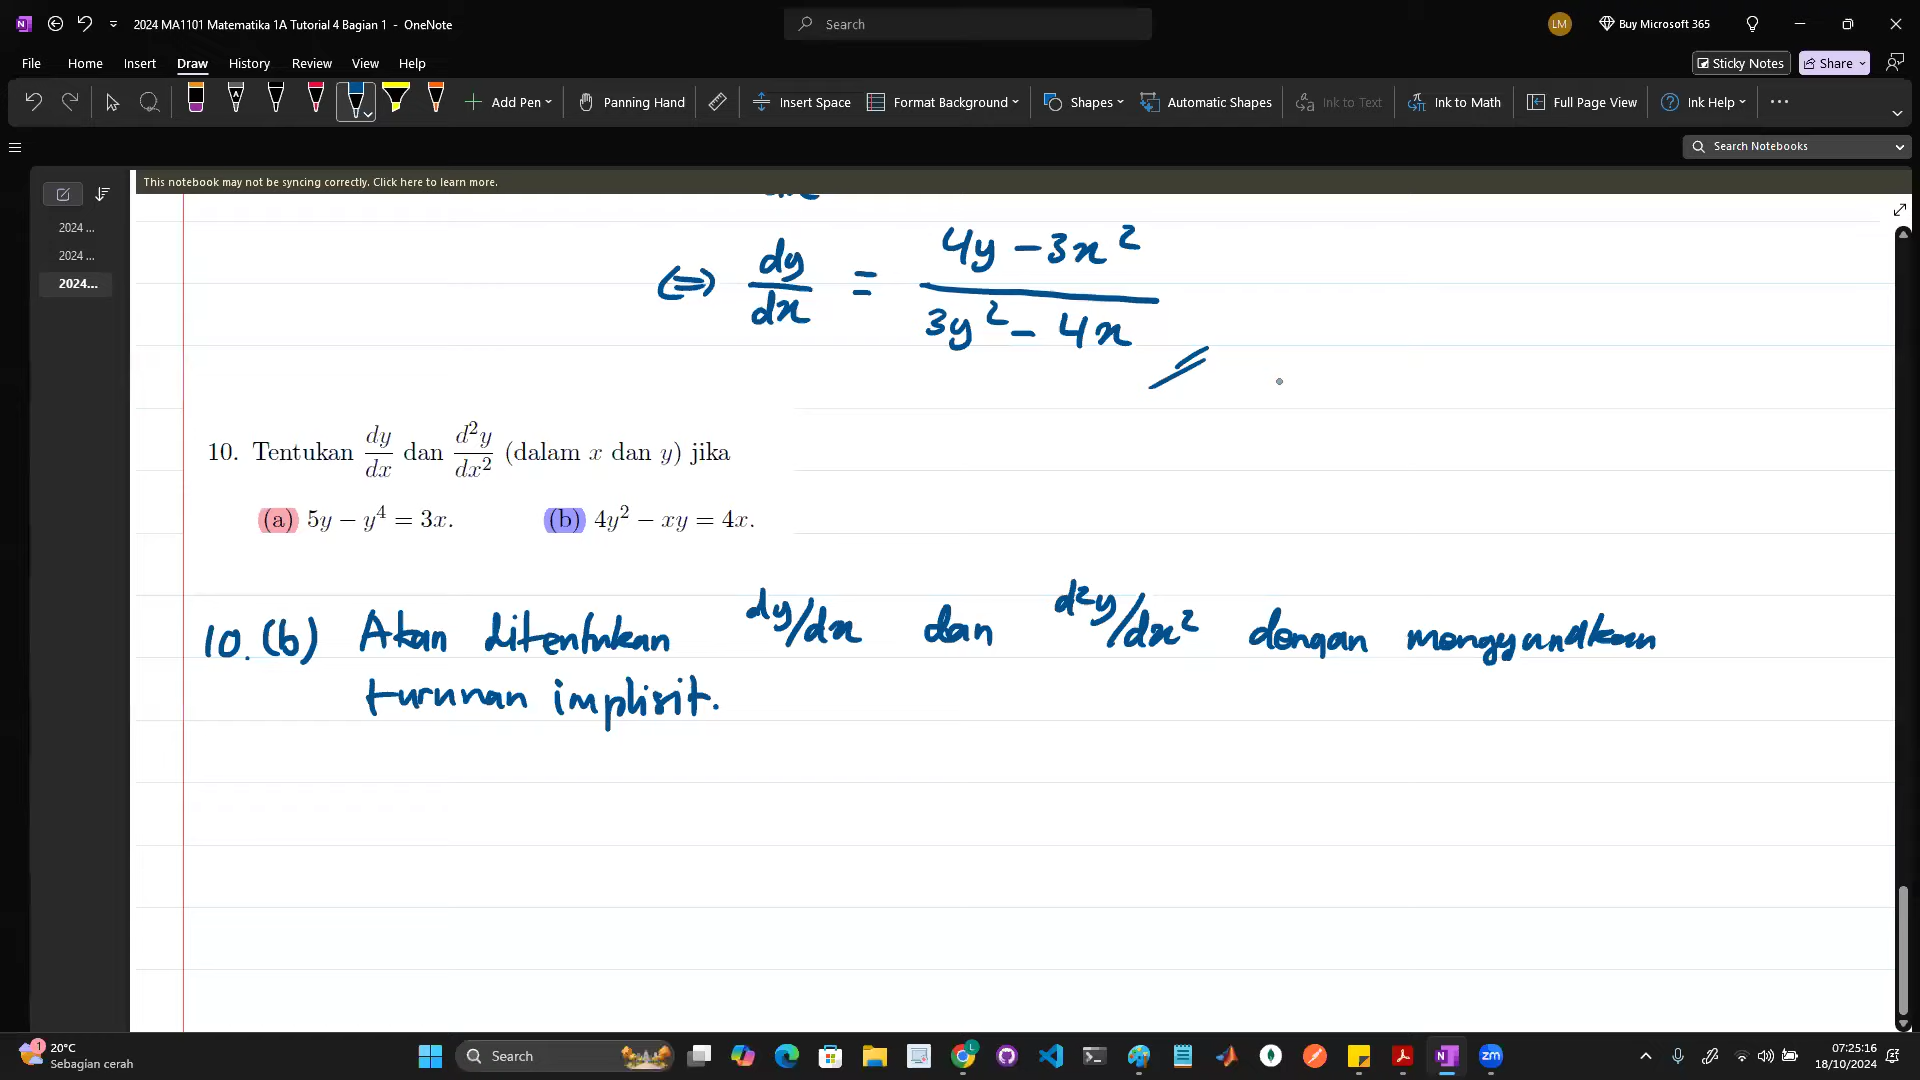 2024 MA1101 Matematika 1A Tutorial 4 Bagian 1 - OneNote
Search
LM
Buy Microsoft 365
File Home Insert Draw History Review View Help
Sticky Notes
Share
Add Pen
Panning Hand
Insert Space
Format Background
Shapes
Automatic Shapes
Ink to Text
Ink to Math
Full Page View
Ink Help
Search Notebooks
This notebook may not be syncing correctly. Click here to learn more.
2024 ...
2024 ...
2024...
⇔ dy/dx = (4y - 3x²)/(3y² - 4x)
10. Tentukan dy/dx dan d²y/dx² (dalam x dan y) jika
(a) 5y − y⁴ = 3x. (b) 4y² − xy = 4x.
10. (b) Akan ditentukan dy/dx dan d²y/dx² dengan menggunakan
turunan implisit.
1
20°C
Sebagian cerah
Search
zm
07:25:16
18/10/2024